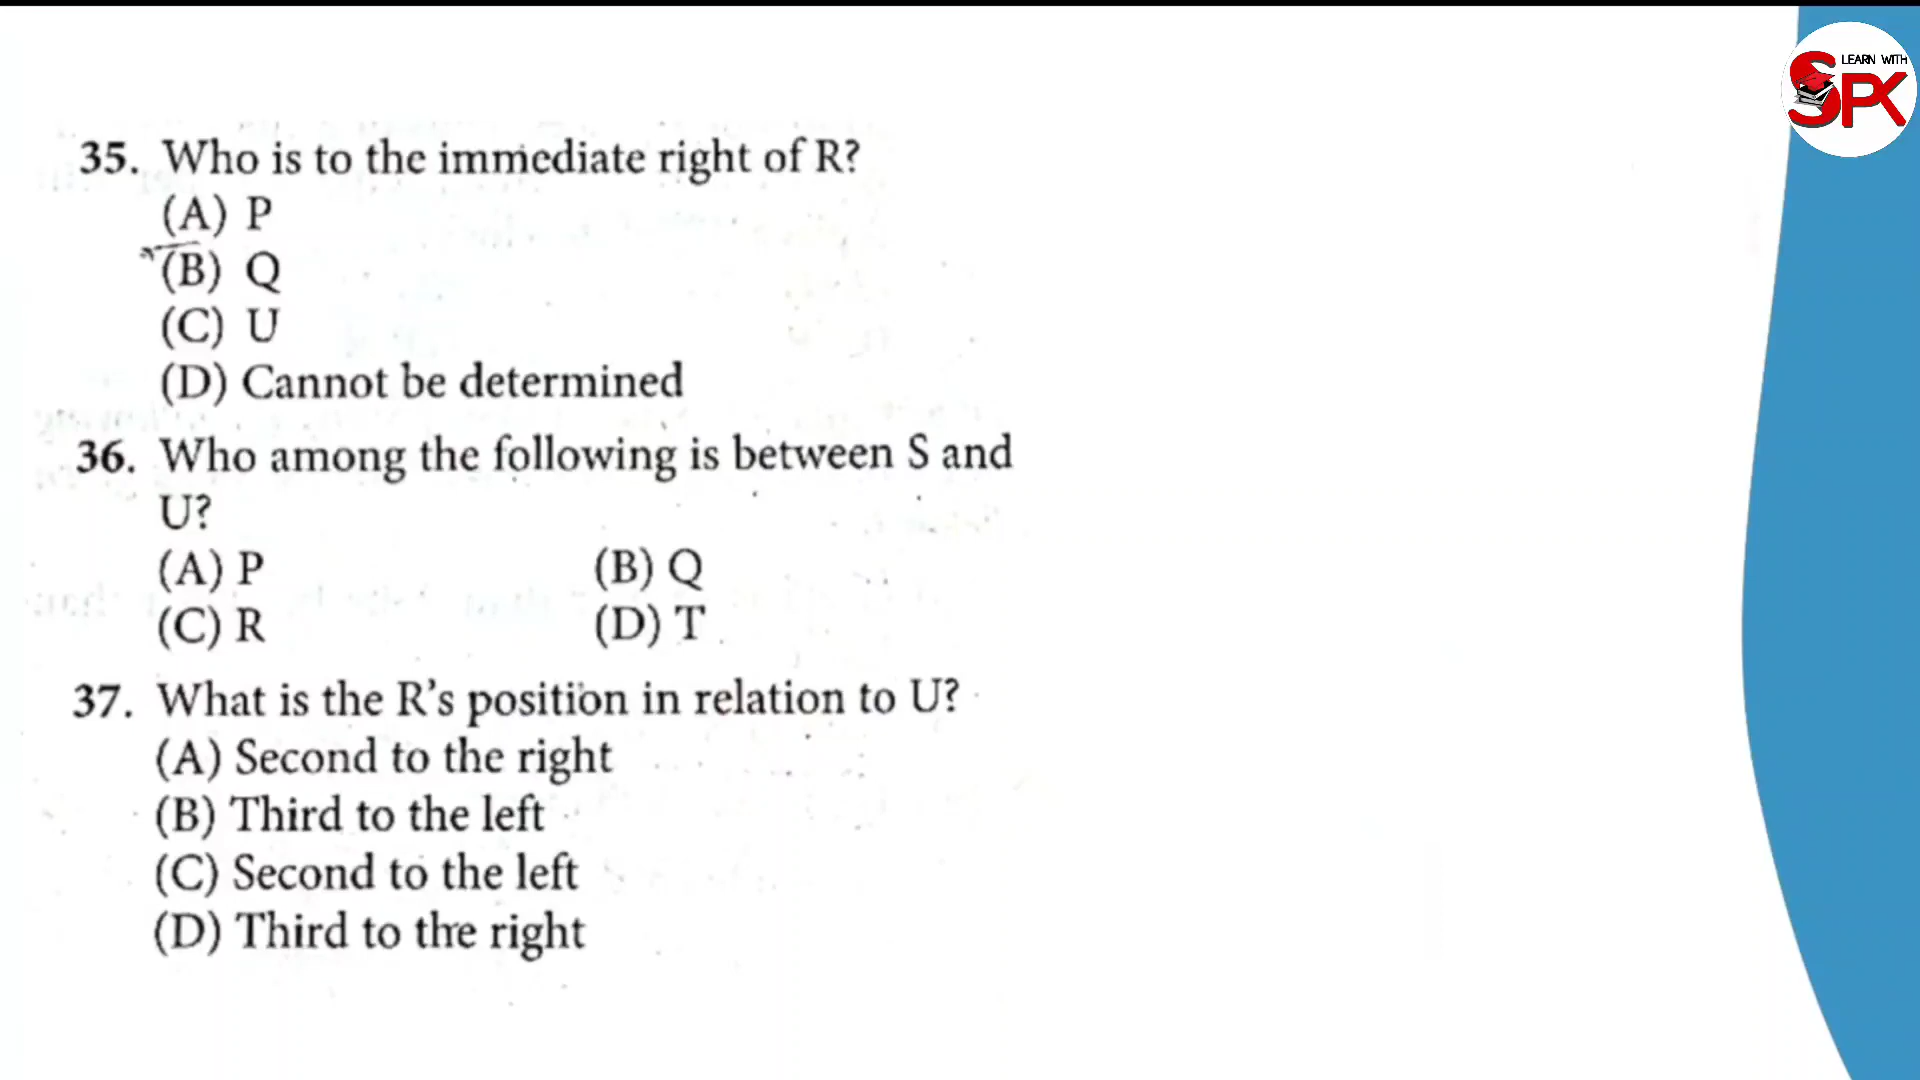 LEARN WITH
SPK
35. Who is to the immediate right of R?
(A) P
(B) Q
(C) U
(D) Cannot be determined
36. Who among the following is between S and
U?
(A) P (B) Q
(C) R (D) T
37. What is the R's position in relation to U?
(A) Second to the right
(B) Third to the left
(C) Second to the left
(D) Third to the right